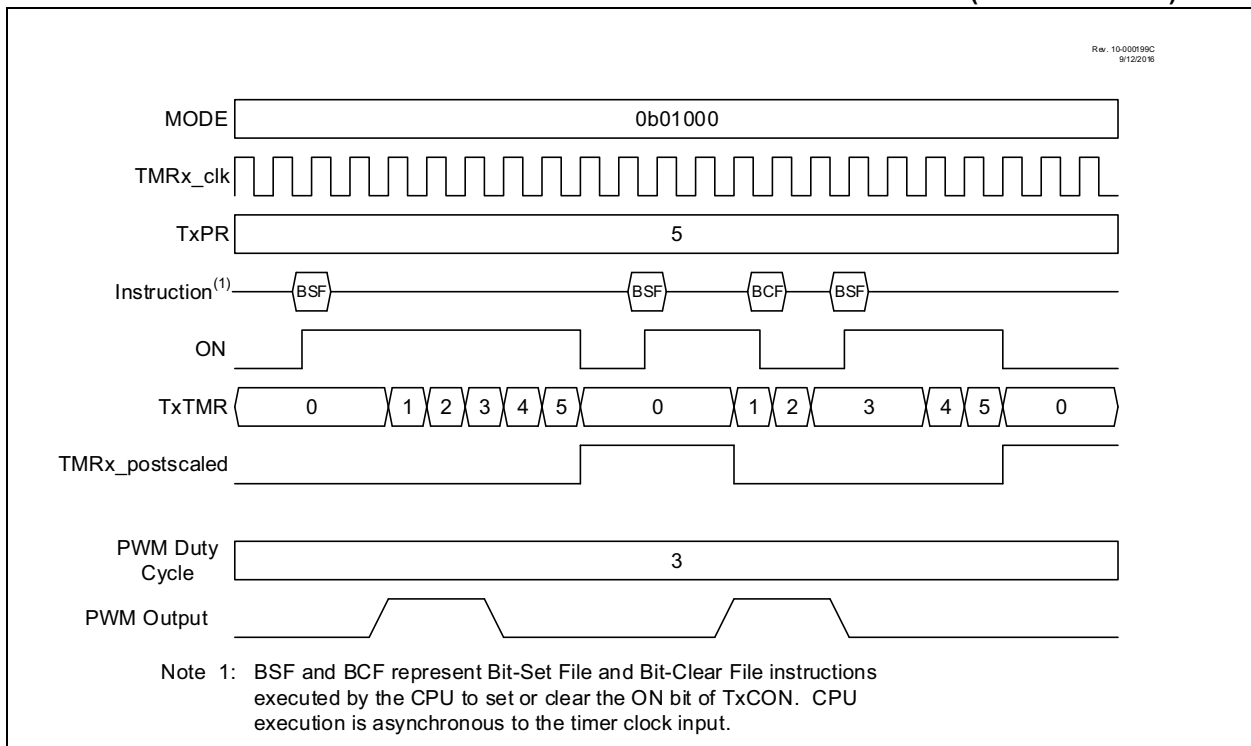 Rev. 10-000199C
9/12/2016
MODE
0b01000
TMRx_clk
TxPR
5
Instruction(1)
BSF
BSF
BCF
BSF
ON
TxTMR
0
1
2
3
4
5
0
1
2
3
4
5
0
TMRx_postscaled
PWM Duty
Cycle
3
PWM Output
Note 1: BSF and BCF represent Bit-Set File and Bit-Clear File instructions
executed by the CPU to set or clear the ON bit of TxCON. CPU
execution is asynchronous to the timer clock input.